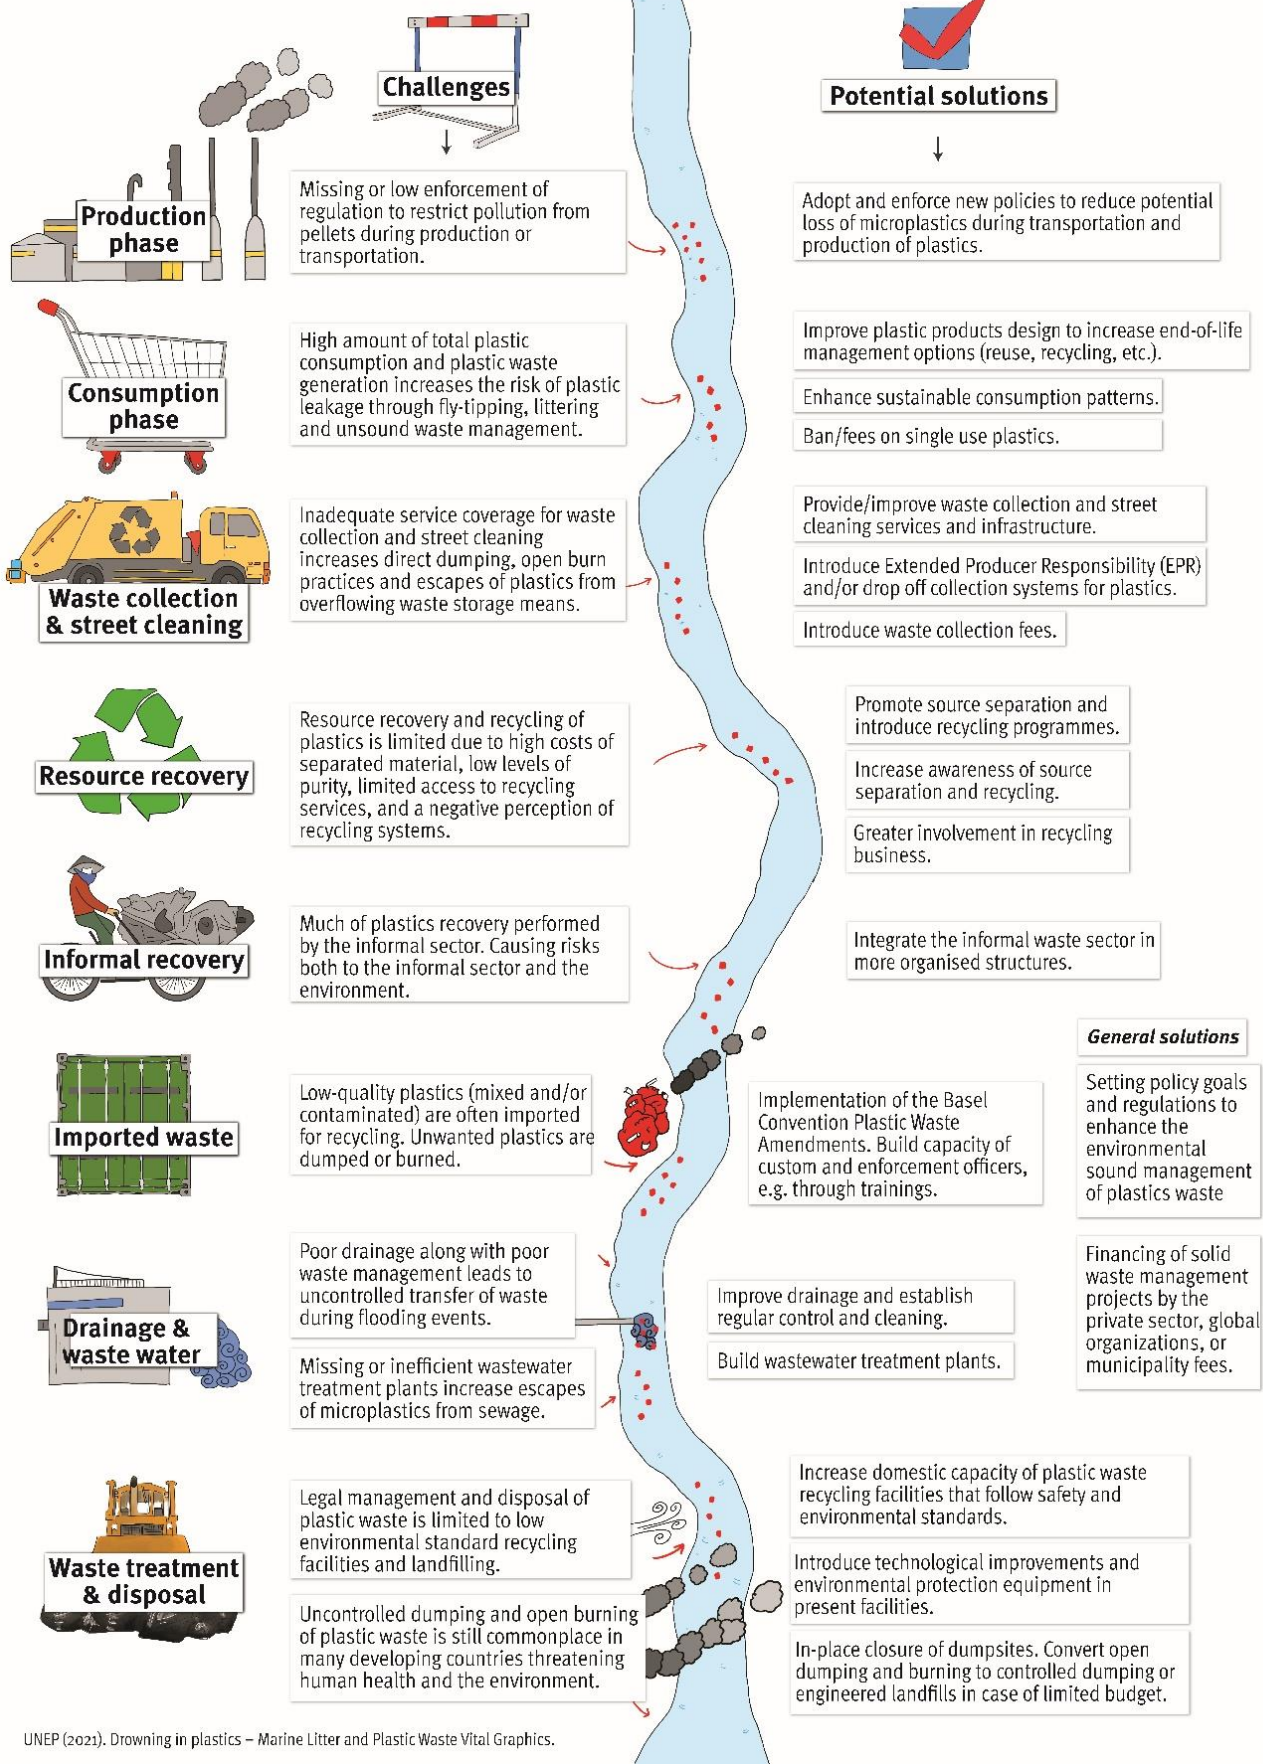 Challenges
Potential solutions
Production
phase
Missing or low enforcement of
regulation to restrict pollution from
pellets during production or
transportation.
Adopt and enforce new policies to reduce potential
loss of microplastics during transportation and
production of plastics.
Consumption
phase
High amount of total plastic
consumption and plastic waste
generation increases the risk of plastic
leakage through fly-tipping, littering
and unsound waste management.
Improve plastic products design to increase end-of-life
management options (reuse, recycling, etc.).
Enhance sustainable consumption patterns.
Ban/fees on single use plastics.
Waste collection
& street cleaning
Inadequate service coverage for waste
collection and street cleaning
increases direct dumping, open burn
practices and escapes of plastics from
overflowing waste storage means.
Provide/improve waste collection and street
cleaning services and infrastructure.
Introduce Extended Producer Responsibility (EPR)
and/or drop off collection systems for plastics.
Introduce waste collection fees.
Resource recovery
Resource recovery and recycling of
plastics is limited due to high costs of
separated material, low levels of
purity, limited access to recycling
services, and a negative perception of
recycling systems.
Promote source separation and
introduce recycling programmes.
Increase awareness of source
separation and recycling.
Greater involvement in recycling
business.
Informal recovery
Much of plastics recovery performed
by the informal sector. Causing risks
both to the informal sector and the
environment.
Integrate the informal waste sector in
more organised structures.
Imported waste
Low-quality plastics (mixed and/or
contaminated) are often imported
for recycling. Unwanted plastics are
dumped or burned.
Implementation of the Basel
Convention Plastic Waste
Amendments. Build capacity of
custom and enforcement officers,
e.g. through trainings.
General solutions
Setting policy goals
and regulations to
enhance the
environmental
sound management
of plastics waste
Financing of solid
waste management
projects by the
private sector, global
organizations, or
municipality fees.
Drainage &
waste water
Poor drainage along with poor
waste management leads to
uncontrolled transfer of waste
during flooding events.
Missing or inefficient wastewater
treatment plants increase escapes
of microplastics from sewage.
Improve drainage and establish
regular control and cleaning.
Build wastewater treatment plants.
Waste treatment
& disposal
Legal management and disposal of
plastic waste is limited to low
environmental standard recycling
facilities and landfilling.
Uncontrolled dumping and open burning
of plastic waste is still commonplace in
many developing countries threatening
human health and the environment.
Increase domestic capacity of plastic waste
recycling facilities that follow safety and
environmental standards.
Introduce technological improvements and
environmental protection equipment in
present facilities.
In-place closure of dumpsites. Convert open
dumping and burning to controlled dumping or
engineered landfills in case of limited budget.
UNEP (2021). Drowning in plastics – Marine Litter and Plastic Waste Vital Graphics.